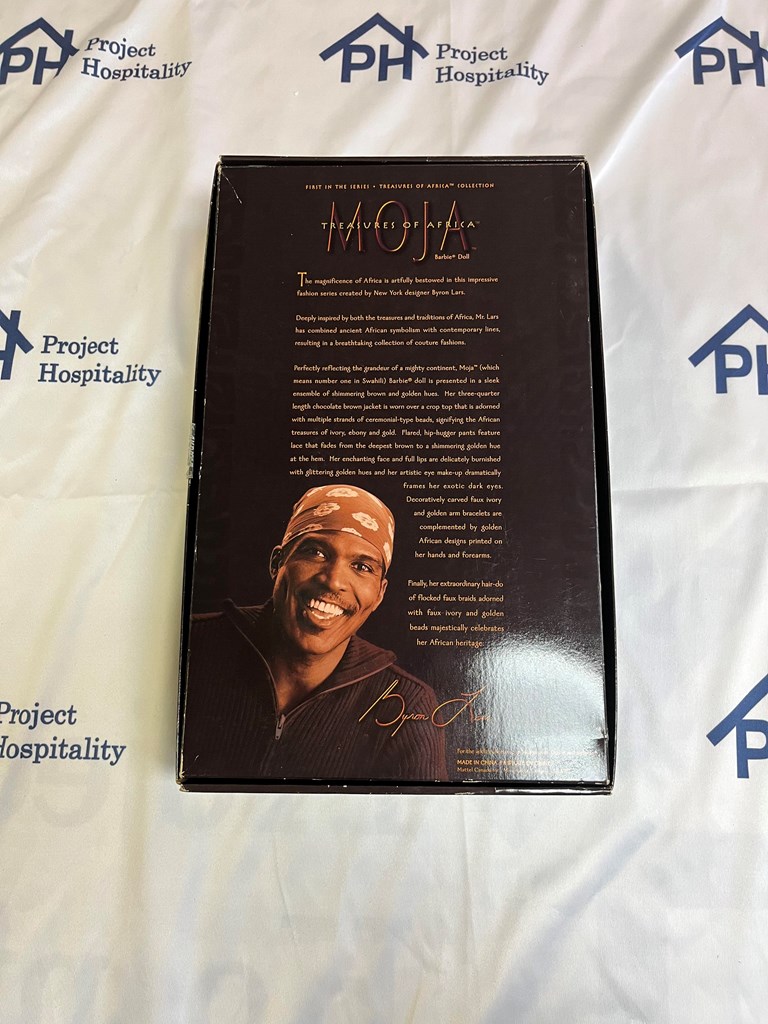 PH Project Hospitality
PH Project Hospitality
PH
FIRST IN THE SERIES • TREASURES OF AFRICA™ COLLECTION
MOJA™
TREASURES OF AFRICA™
Barbie® Doll
The magnificence of Africa is artfully bestowed in this impressive
fashion series created by New York designer Byron Lars.
Deeply inspired by both the treasures and traditions of Africa, Mr. Lars
has combined ancient African symbolism with contemporary lines,
resulting in a breathtaking collection of couture fashions.
Perfectly reflecting the grandeur of a mighty continent, Moja™ (which
means number one in Swahili) Barbie® doll is presented in a sleek
ensemble of shimmering brown and golden hues. Her three-quarter
length chocolate brown jacket is worn over a crop top that is adorned
with multiple strands of ceremonial-type beads, signifying the African
treasures of ivory, ebony and gold. Flared, hip-hugger pants feature
lace that fades from the deepest brown to a shimmering golden hue
at the hem. Her enchanting face and full lips are delicately burnished
with glittering golden hues and her artistic eye make-up dramatically
frames her exotic dark eyes.
Decoratively carved faux ivory
and golden arm bracelets are
complemented by golden
African designs printed on
her hands and forearms.
Finally, her extraordinary hair-do
of flocked faux braids adorned
with faux ivory and golden
beads majestically celebrates
her African heritage.
Byron Lars
For the
MADE IN CHINA
Mattel Canada
H Project
Hospitality
PH
Project
Hospitality
P